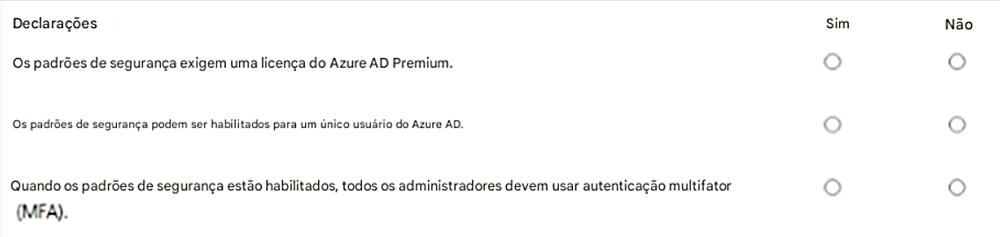 Declarações Sim Não
Os padrões de segurança exigem uma licença do Azure AD Premium.
Os padrões de segurança podem ser habilitados para um único usuário do Azure AD.
Quando os padrões de segurança estão habilitados, todos os administradores devem usar autenticação multifator
(MFA).